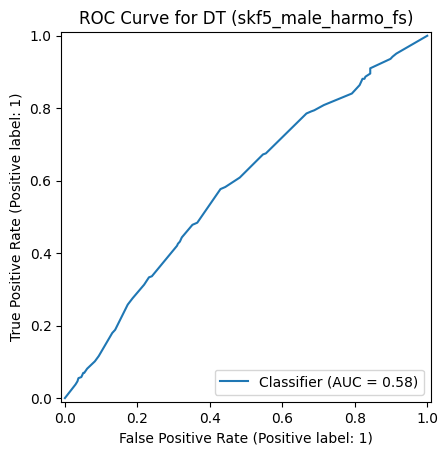 ROC Curve for DT (skf5_male_harmo_fs)
True Positive Rate (Positive label: 1)
1.0
0.8
0.6
0.4
0.2
0.0
Classifier (AUC = 0.58)
0.0 0.2 0.4 0.6 0.8 1.0
False Positive Rate (Positive label: 1)